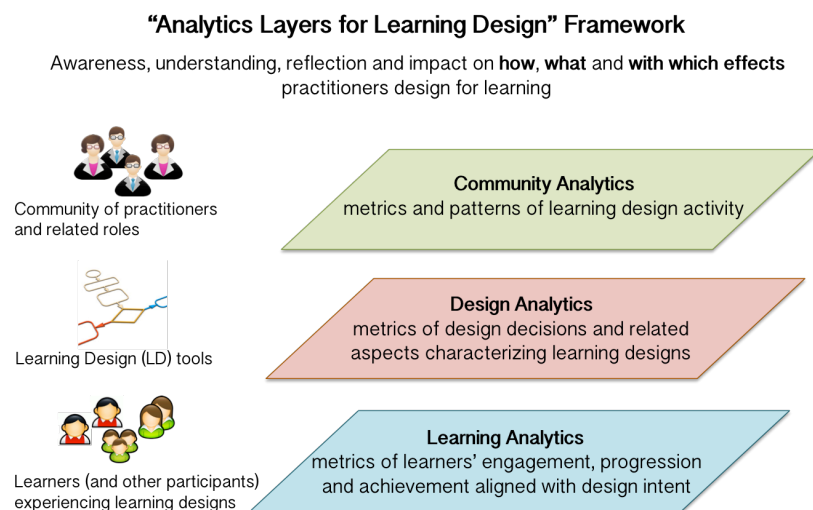 “Analytics Layers for Learning Design” Framework
Awareness, understanding, reflection and impact on how, what and with which effects
practitioners design for learning
Community of practitioners
and related roles
Community Analytics
metrics and patterns of learning design activity
Learning Design (LD) tools
Design Analytics
metrics of design decisions and related
aspects characterizing learning designs
Learners (and other participants)
experiencing learning designs
Learning Analytics
metrics of learners’ engagement, progression
and achievement aligned with design intent